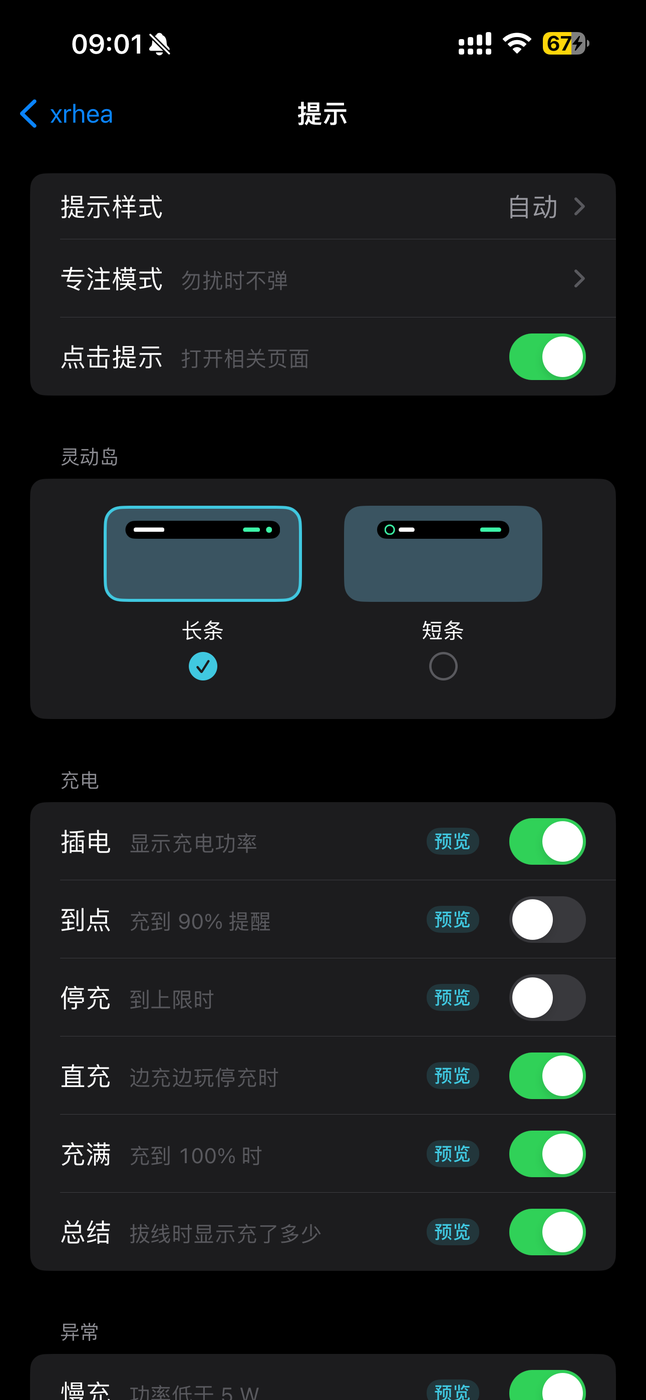 09:01
67
xrhea
提示
提示样式 自动
专注模式 勿扰时不弹
点击提示 打开相关页面
灵动岛
长条 短条
充电
插电 显示充电功率 预览
到点 充到 90% 提醒 预览
停充 到上限时 预览
直充 边充边玩停充时 预览
充满 充到 100% 时 预览
总结 拔线时显示充了多少 预览
异常
慢充 功率低于 5 W 预览